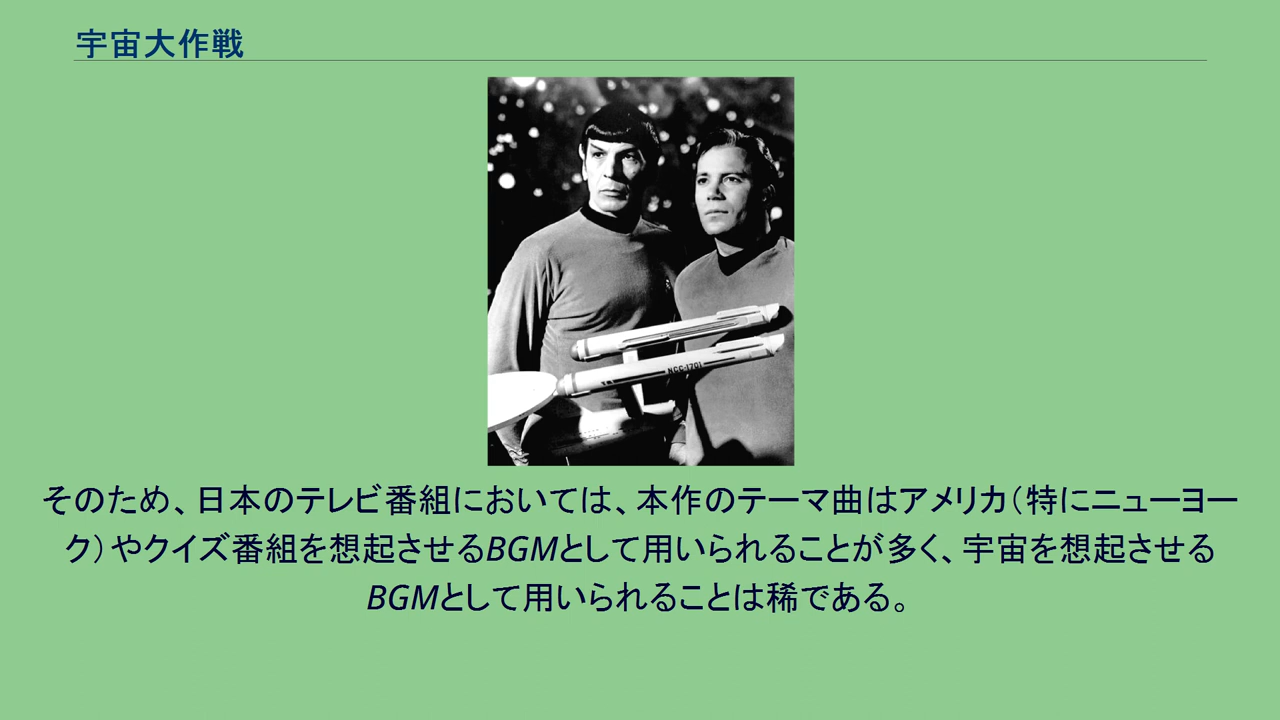 宇宙大作戦
NCC-1701
そのため、日本のテレビ番組においては、本作のテーマ曲はアメリカ（特にニューヨー
ク）やクイズ番組を想起させるBGMとして用いられることが多く、宇宙を想起させる
BGMとして用いられることは稀である。